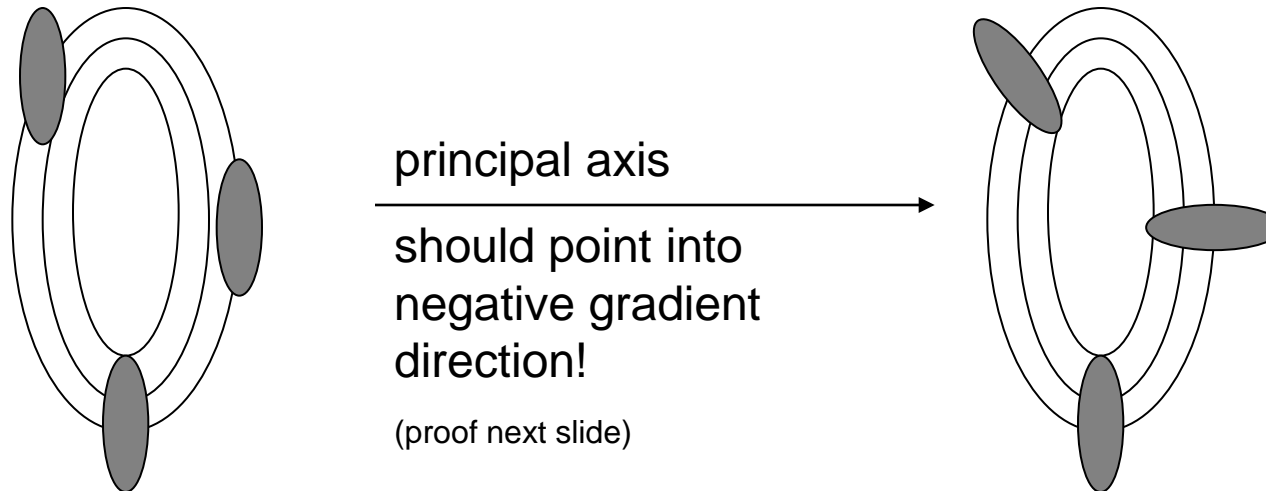 principal axis
should point into
negative gradient
direction!
(proof next slide)